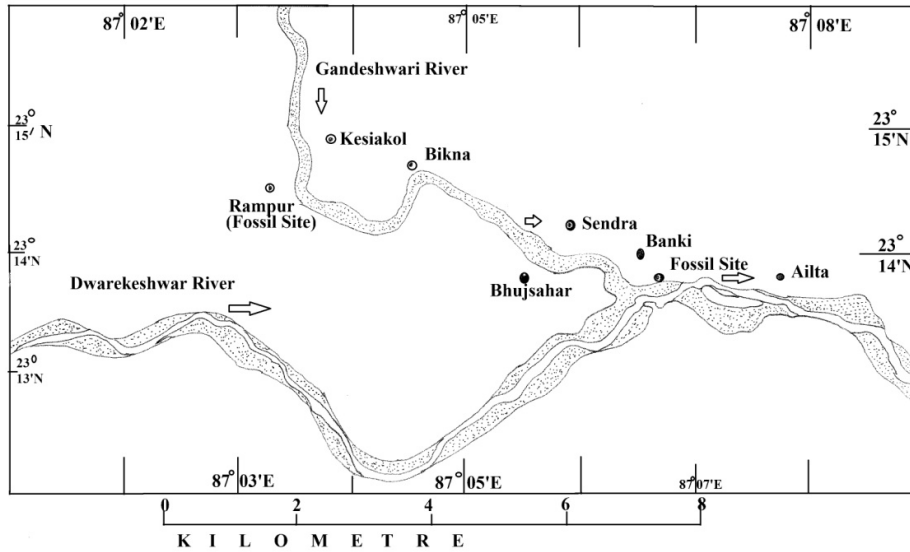 87° 02'E 87° 05'E 87° 08'E
Gandeshwari River
23° 15' N
23° 15'N
Kesiakol
Bikna
Rampur
(Fossil Site)
Sendra
Banki
23° 14'N
23° 14'N
Fossil Site
Ailta
Bhujsahar
Dwarekeshwar River
23° 13'N
87° 03'E 87° 05'E 87° 07'E
0 2 4 6 8
K I L O M E T R E